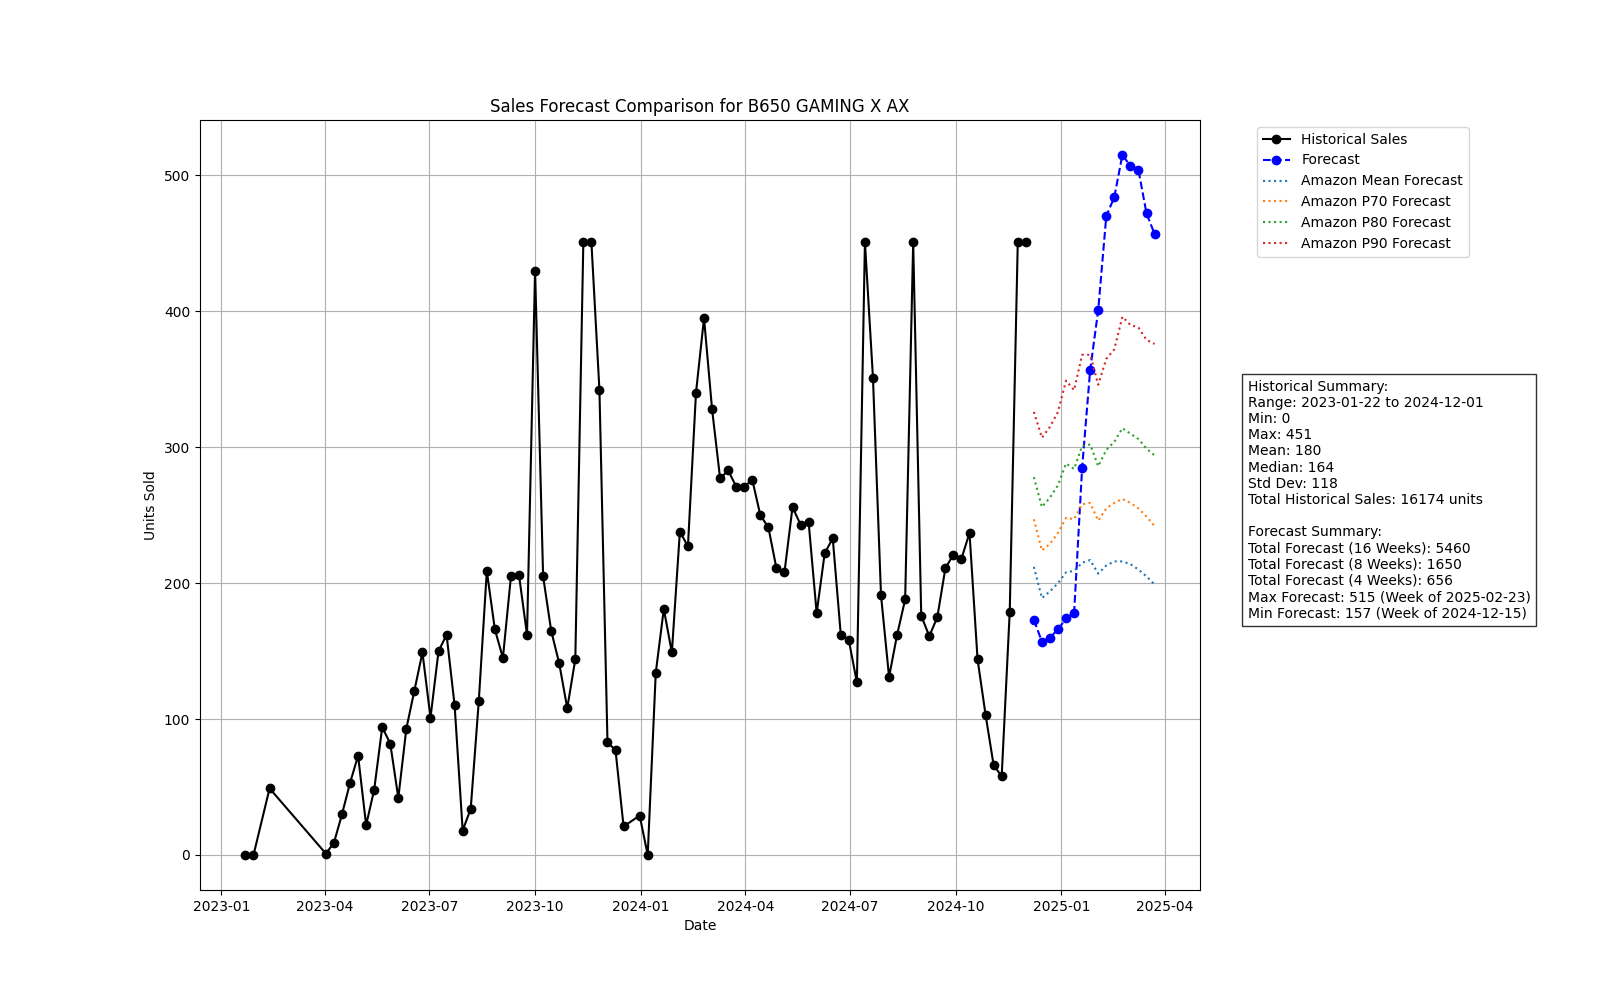 Sales Forecast Comparison for B650 GAMING X AX
Historical Sales
Forecast
Amazon Mean Forecast
Amazon P70 Forecast
Amazon P80 Forecast
Amazon P90 Forecast
Units Sold
500
400
300
200
100
0
2023-01
2023-04
2023-07
2023-10
2024-01
2024-04
2024-07
2024-10
2025-01
2025-04
Date
Historical Summary:
Range: 2023-01-22 to 2024-12-01
Min: 0
Max: 451
Mean: 180
Median: 164
Std Dev: 118
Total Historical Sales: 16174 units
Forecast Summary:
Total Forecast (16 Weeks): 5460
Total Forecast (8 Weeks): 1650
Total Forecast (4 Weeks): 656
Max Forecast: 515 (Week of 2025-02-23)
Min Forecast: 157 (Week of 2024-12-15)